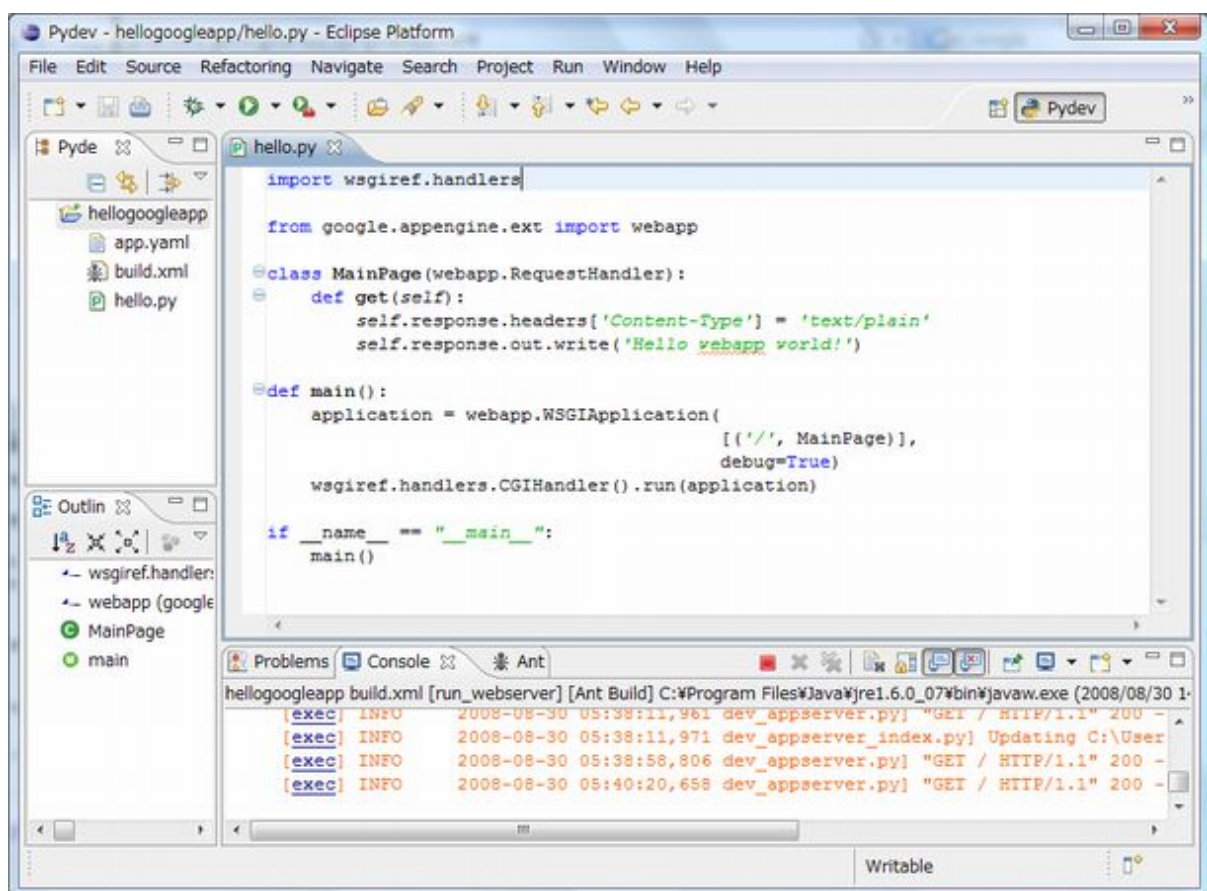 Pydev - hellogoogleapp/hello.py - Eclipse Platform
File Edit Source Refactoring Navigate Search Project Run Window Help
Pydev
Pyde
hello.py
hellogoogleapp
app.yaml
build.xml
hello.py
import wsgiref.handlers
from google.appengine.ext import webapp
class MainPage(webapp.RequestHandler):
def get(self):
self.response.headers['Content-Type'] = 'text/plain'
self.response.out.write('Hello webapp world!')
def main():
application = webapp.WSGIApplication(
[('/', MainPage)],
debug=True)
wsgiref.handlers.CGIHandler().run(application)
if __name__ == "__main__":
main()
Outlin
wsgiref.handler
webapp (google
MainPage
main
Problems Console Ant
hellogoogleapp build.xml [run_webserver] [Ant Build] C:¥Program Files¥Java¥jre1.6.0_07¥bin¥javaw.exe (2008/08/30 1
[exec] INFO 2008-08-30 05:38:11,961 dev_appserver.py] "GET / HTTP/1.1" 200 -
[exec] INFO 2008-08-30 05:38:11,971 dev_appserver_index.py] Updating C:\User
[exec] INFO 2008-08-30 05:38:58,806 dev_appserver.py] "GET / HTTP/1.1" 200 -
[exec] INFO 2008-08-30 05:40:20,658 dev_appserver.py] "GET / HTTP/1.1" 200 -
Writable